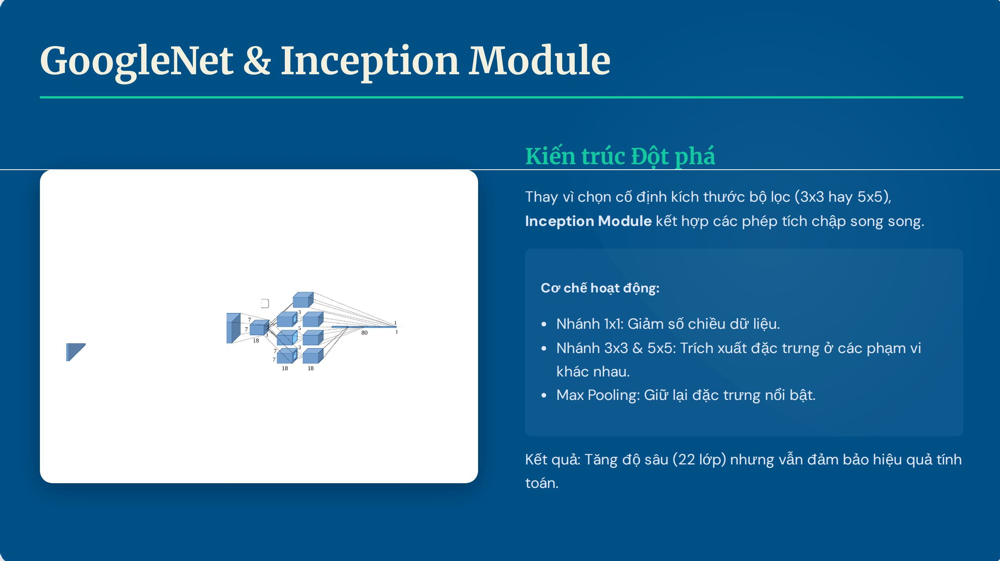 GoogleNet & Inception Module
3
7
7
1
18
5
3
7
7
18
18
1
80
1
Kiến trúc Đột phá
Thay vì chọn cố định kích thước bộ lọc (3x3 hay 5x5),
Inception Module kết hợp các phép tích chập song song.
Cơ chế hoạt động:
• Nhánh 1x1: Giảm số chiều dữ liệu.
• Nhánh 3x3 & 5x5: Trích xuất đặc trưng ở các phạm vi
khác nhau.
• Max Pooling: Giữ lại đặc trưng nổi bật.
Kết quả: Tăng độ sâu (22 lớp) nhưng vẫn đảm bảo hiệu quả tính
toán.